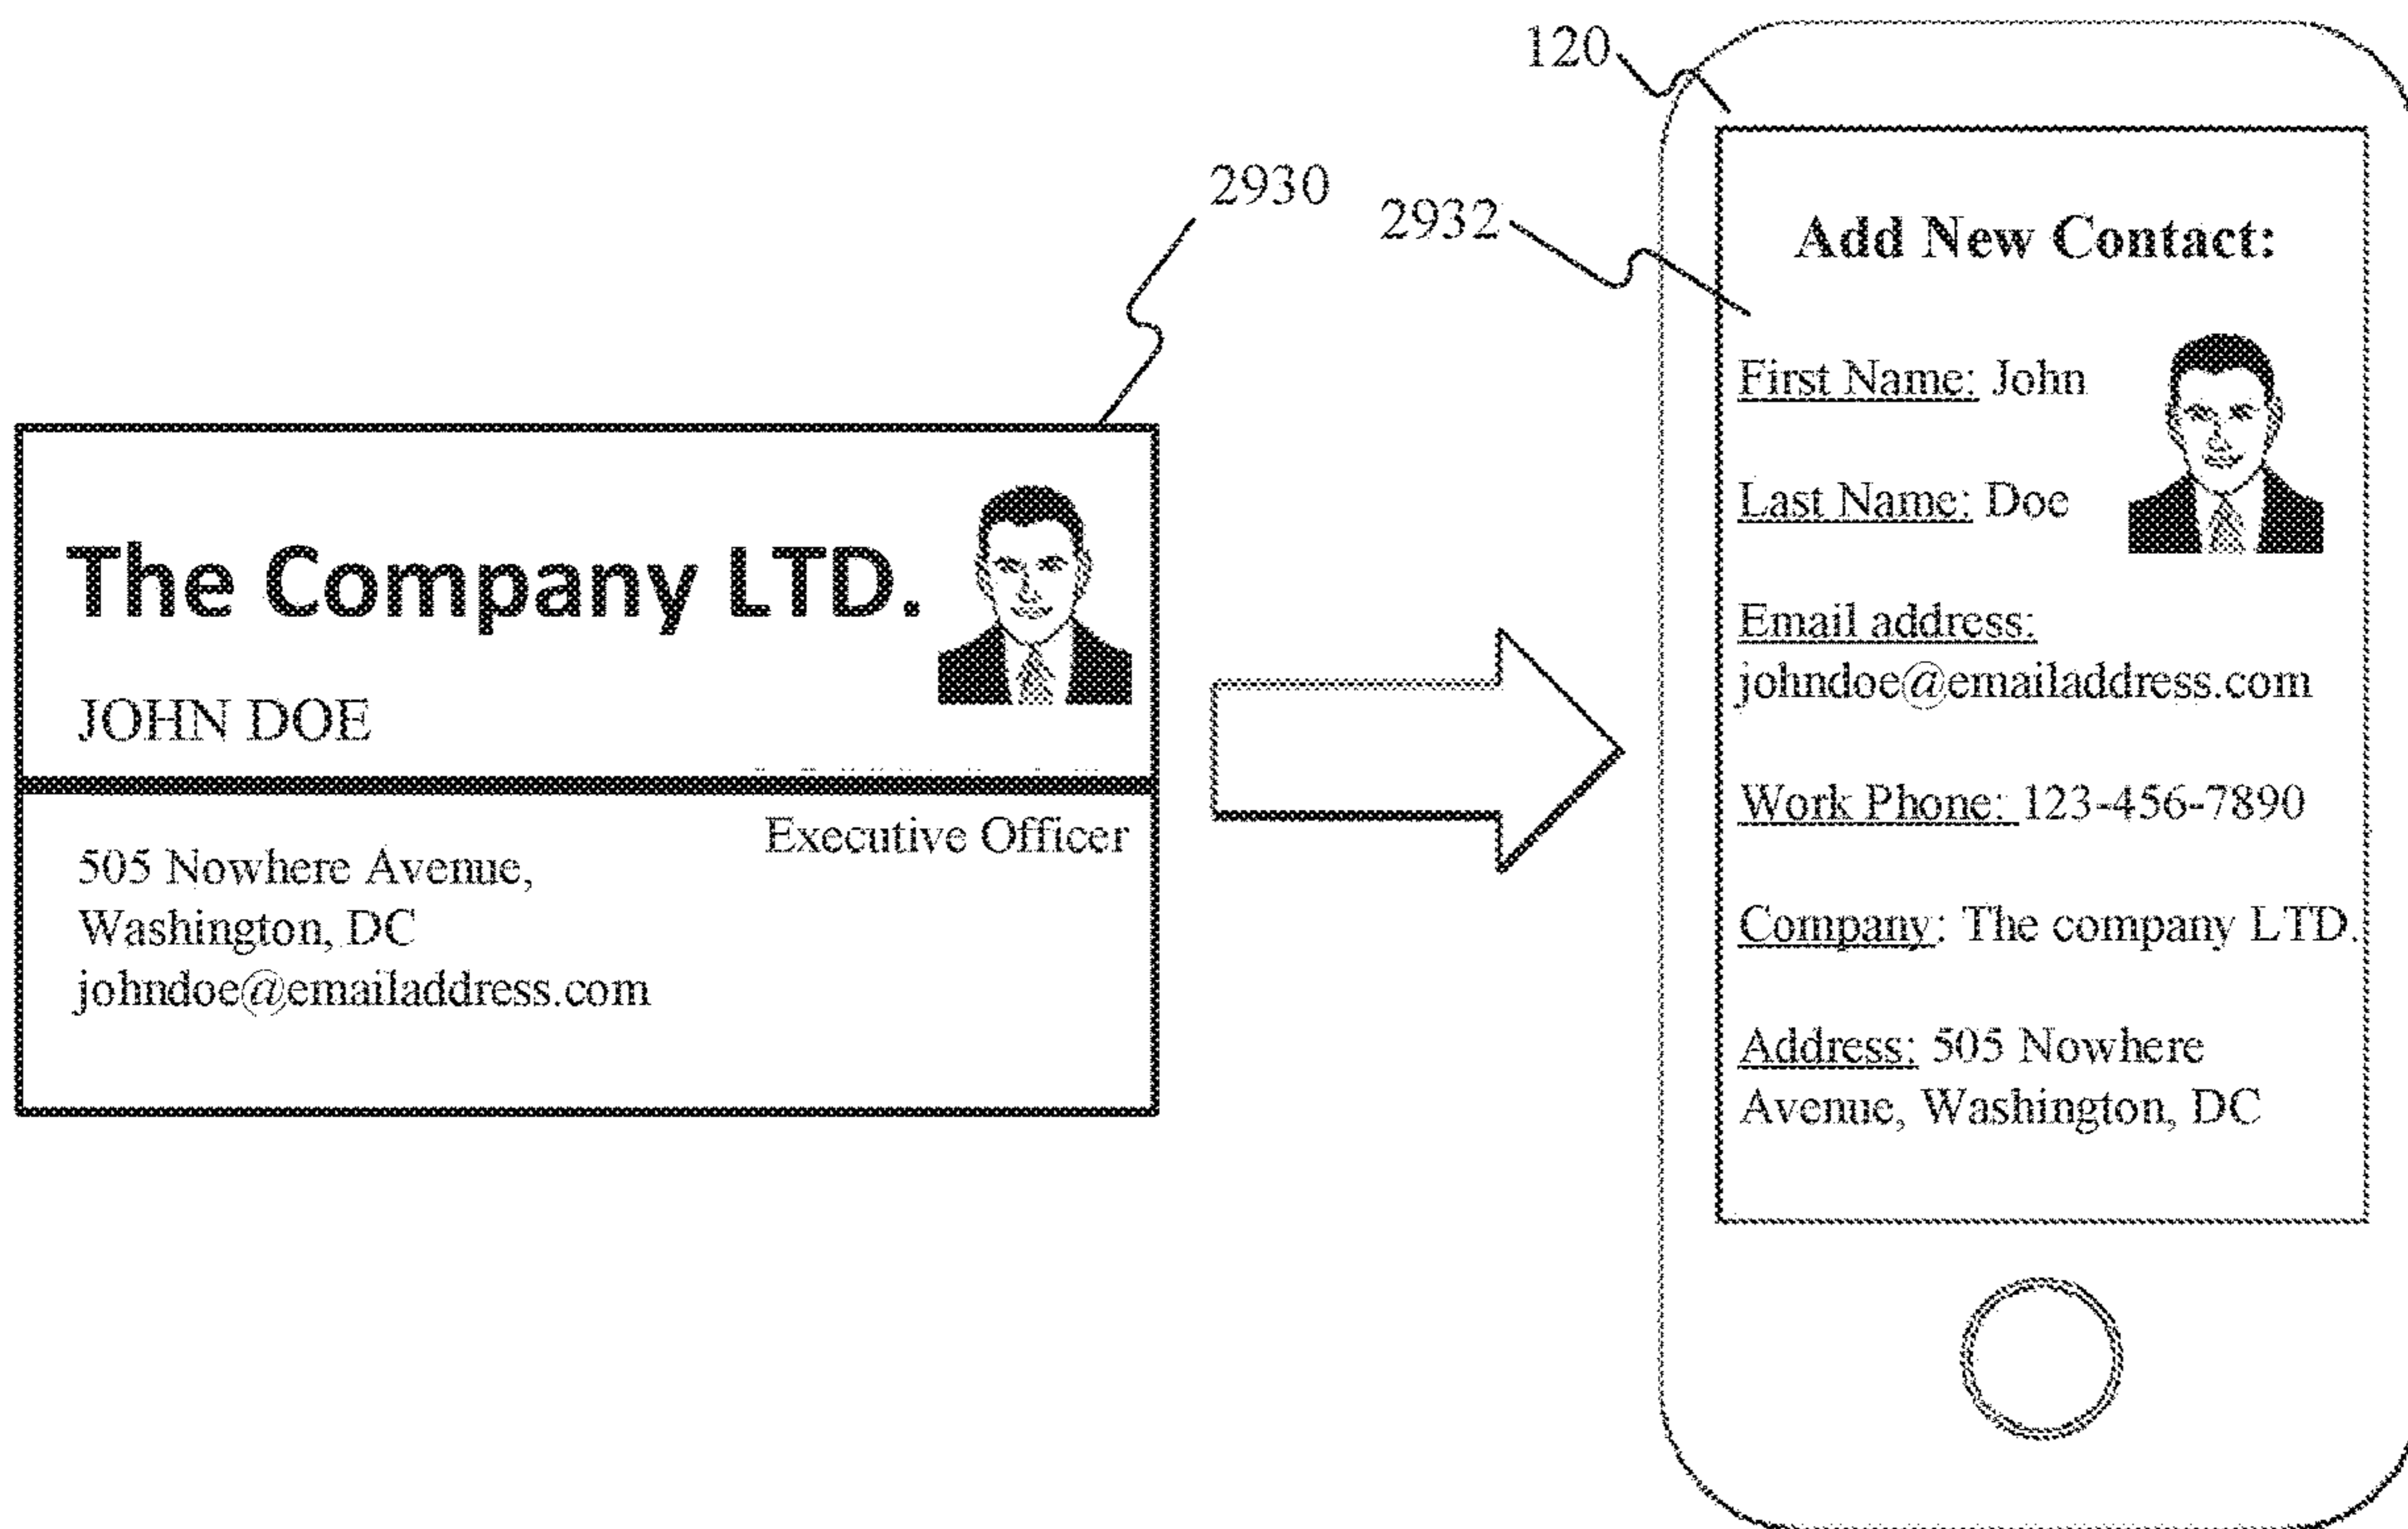 120
2930
2932
The Company LTD.
JOHN DOE
Executive Officer
505 Nowhere Avenue,
Washington, DC
johndoe@emailaddress.com
Add New Contact:
First Name: John
Last Name: Doe
Email address:
johndoe@emailaddress.com
Work Phone: 123-456-7890
Company: The company LTD.
Address: 505 Nowhere
Avenue, Washington, DC